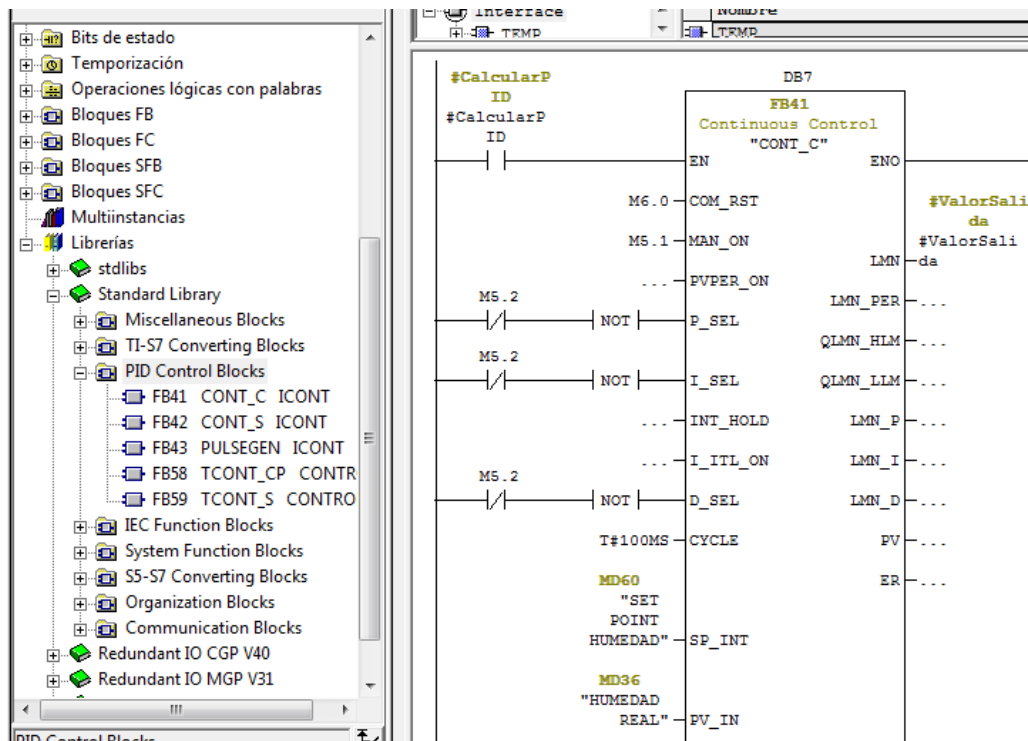 Bits de estado
Temporización
Operaciones lógicas con palabras
Bloques FB
Bloques FC
Bloques SFB
Bloques SFC
Multiinstancias
Librerías
stdlibs
Standard Library
Miscellaneous Blocks
TI-S7 Converting Blocks
PID Control Blocks
FB41 CONT_C ICONT
FB42 CONT_S ICONT
FB43 PULSEGEN ICONT
FB58 TCONT_CP CONTR
FB59 TCONT_S CONTRO
IEC Function Blocks
System Function Blocks
S5-S7 Converting Blocks
Organization Blocks
Communication Blocks
Redundant IO CGP V40
Redundant IO MGP V31
PID Control Blocks
Interface
TEMP
Nombre
TEMP
#CalcularP
ID
#CalcularP
ID
DB7
FB41
Continuous Control
"CONT_C"
EN
ENO
M6.0
COM_RST
M5.1
MAN_ON
... PVPER_ON
M5.2
NOT
P_SEL
M5.2
NOT
I_SEL
... INT_HOLD
... I_ITL_ON
M5.2
NOT
D_SEL
T#100MS
CYCLE
MD60
"SET
POINT
HUMEDAD"
SP_INT
MD36
"HUMEDAD
REAL"
PV_IN
#ValorSali
da
#ValorSali
da
LMN
LMN_PER ...
QLMN_HLM ...
QLMN_LLM ...
LMN_P ...
LMN_I ...
LMN_D ...
PV ...
ER ...